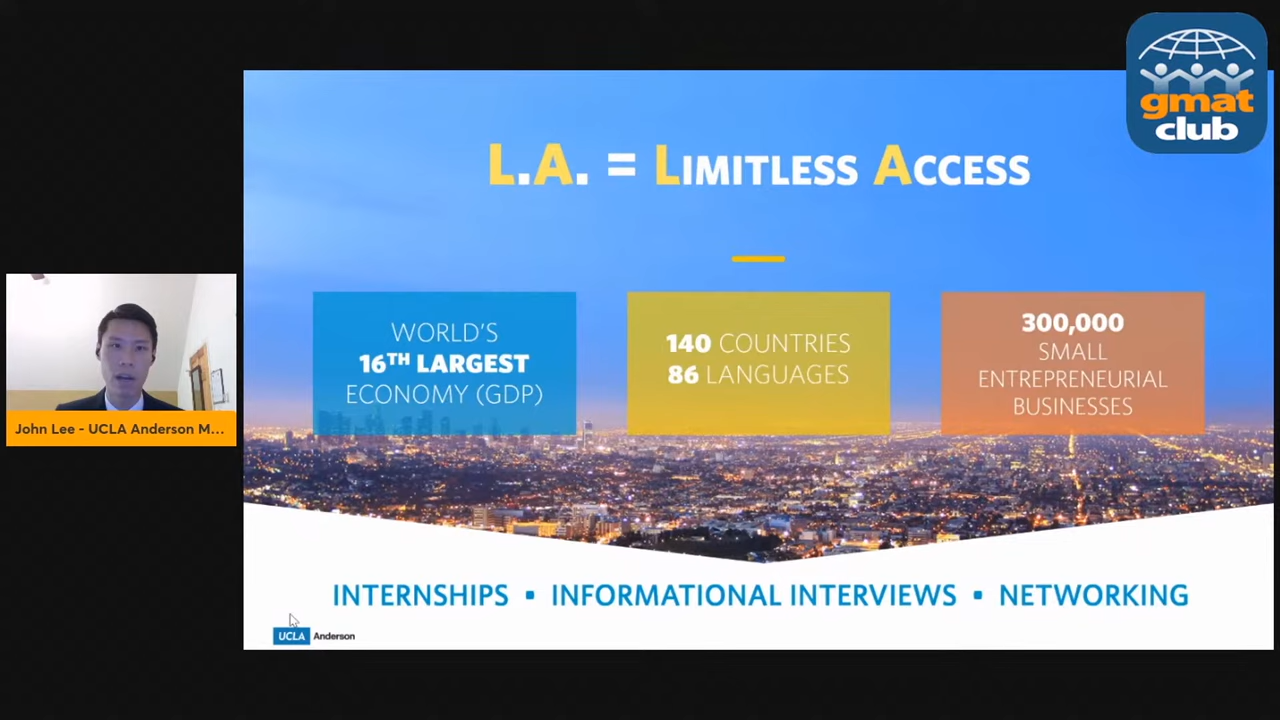 gmat
club
L.A. = LIMITLESS ACCESS
WORLD'S
16TH LARGEST
ECONOMY (GDP)
140 COUNTRIES
86 LANGUAGES
300,000
SMALL
ENTREPRENEURIAL
BUSINESSES
John Lee - UCLA Anderson M...
INTERNSHIPS ▪ INFORMATIONAL INTERVIEWS ▪ NETWORKING
UCLA Anderson